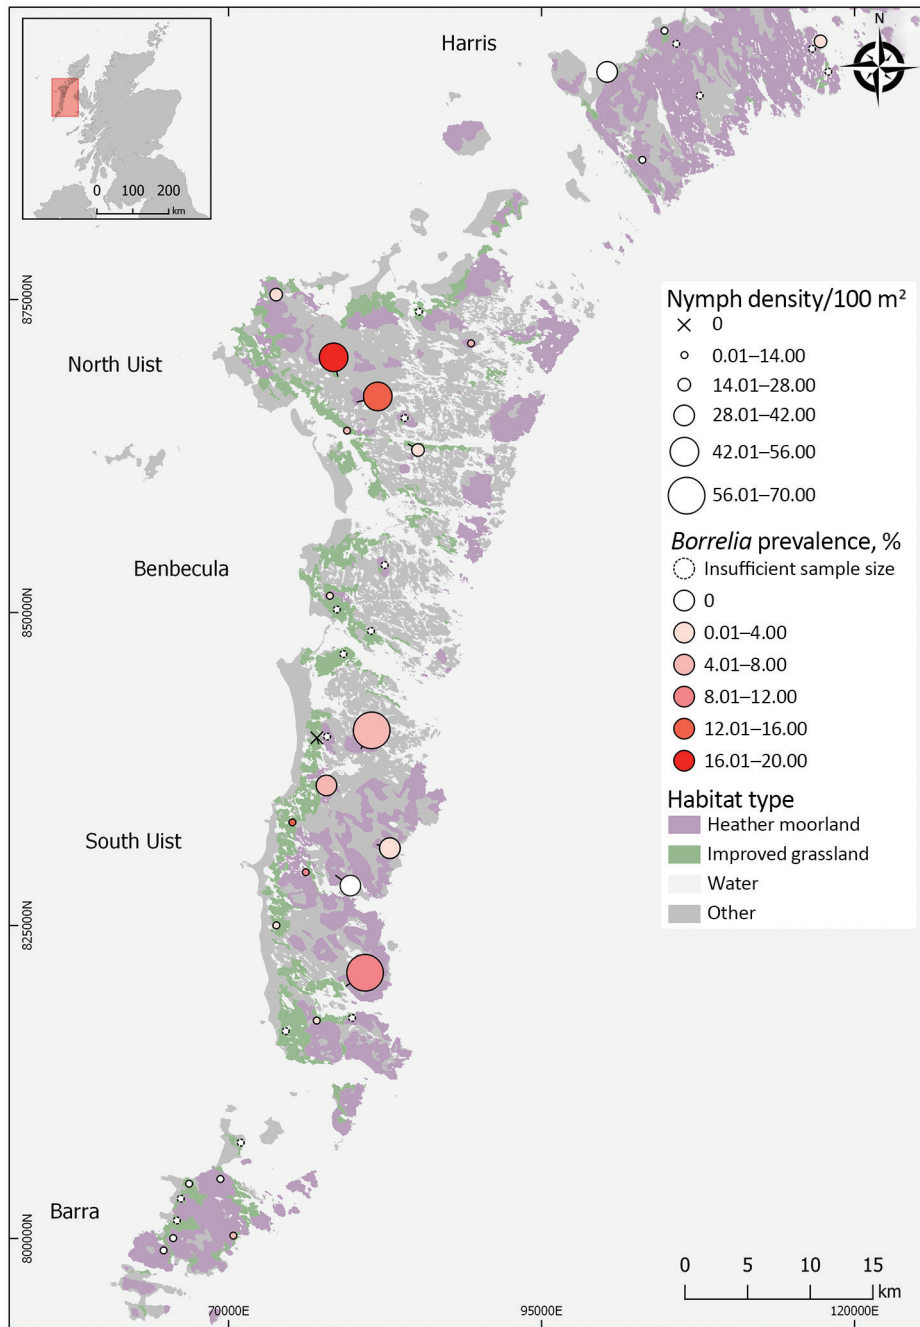 Harris
N
0 100 200
km
875000N
North Uist
Nymph density/100 m²
0
0.01–14.00
14.01–28.00
28.01–42.00
42.01–56.00
56.01–70.00
Borrelia prevalence, %
Insufficient sample size
0
0.01–4.00
4.01–8.00
8.01–12.00
12.01–16.00
16.01–20.00
Habitat type
Heather moorland
Improved grassland
Water
Other
Benbecula
850000N
South Uist
825000N
Barra
800000N
0 5 10 15
km
70000E 95000E 120000E